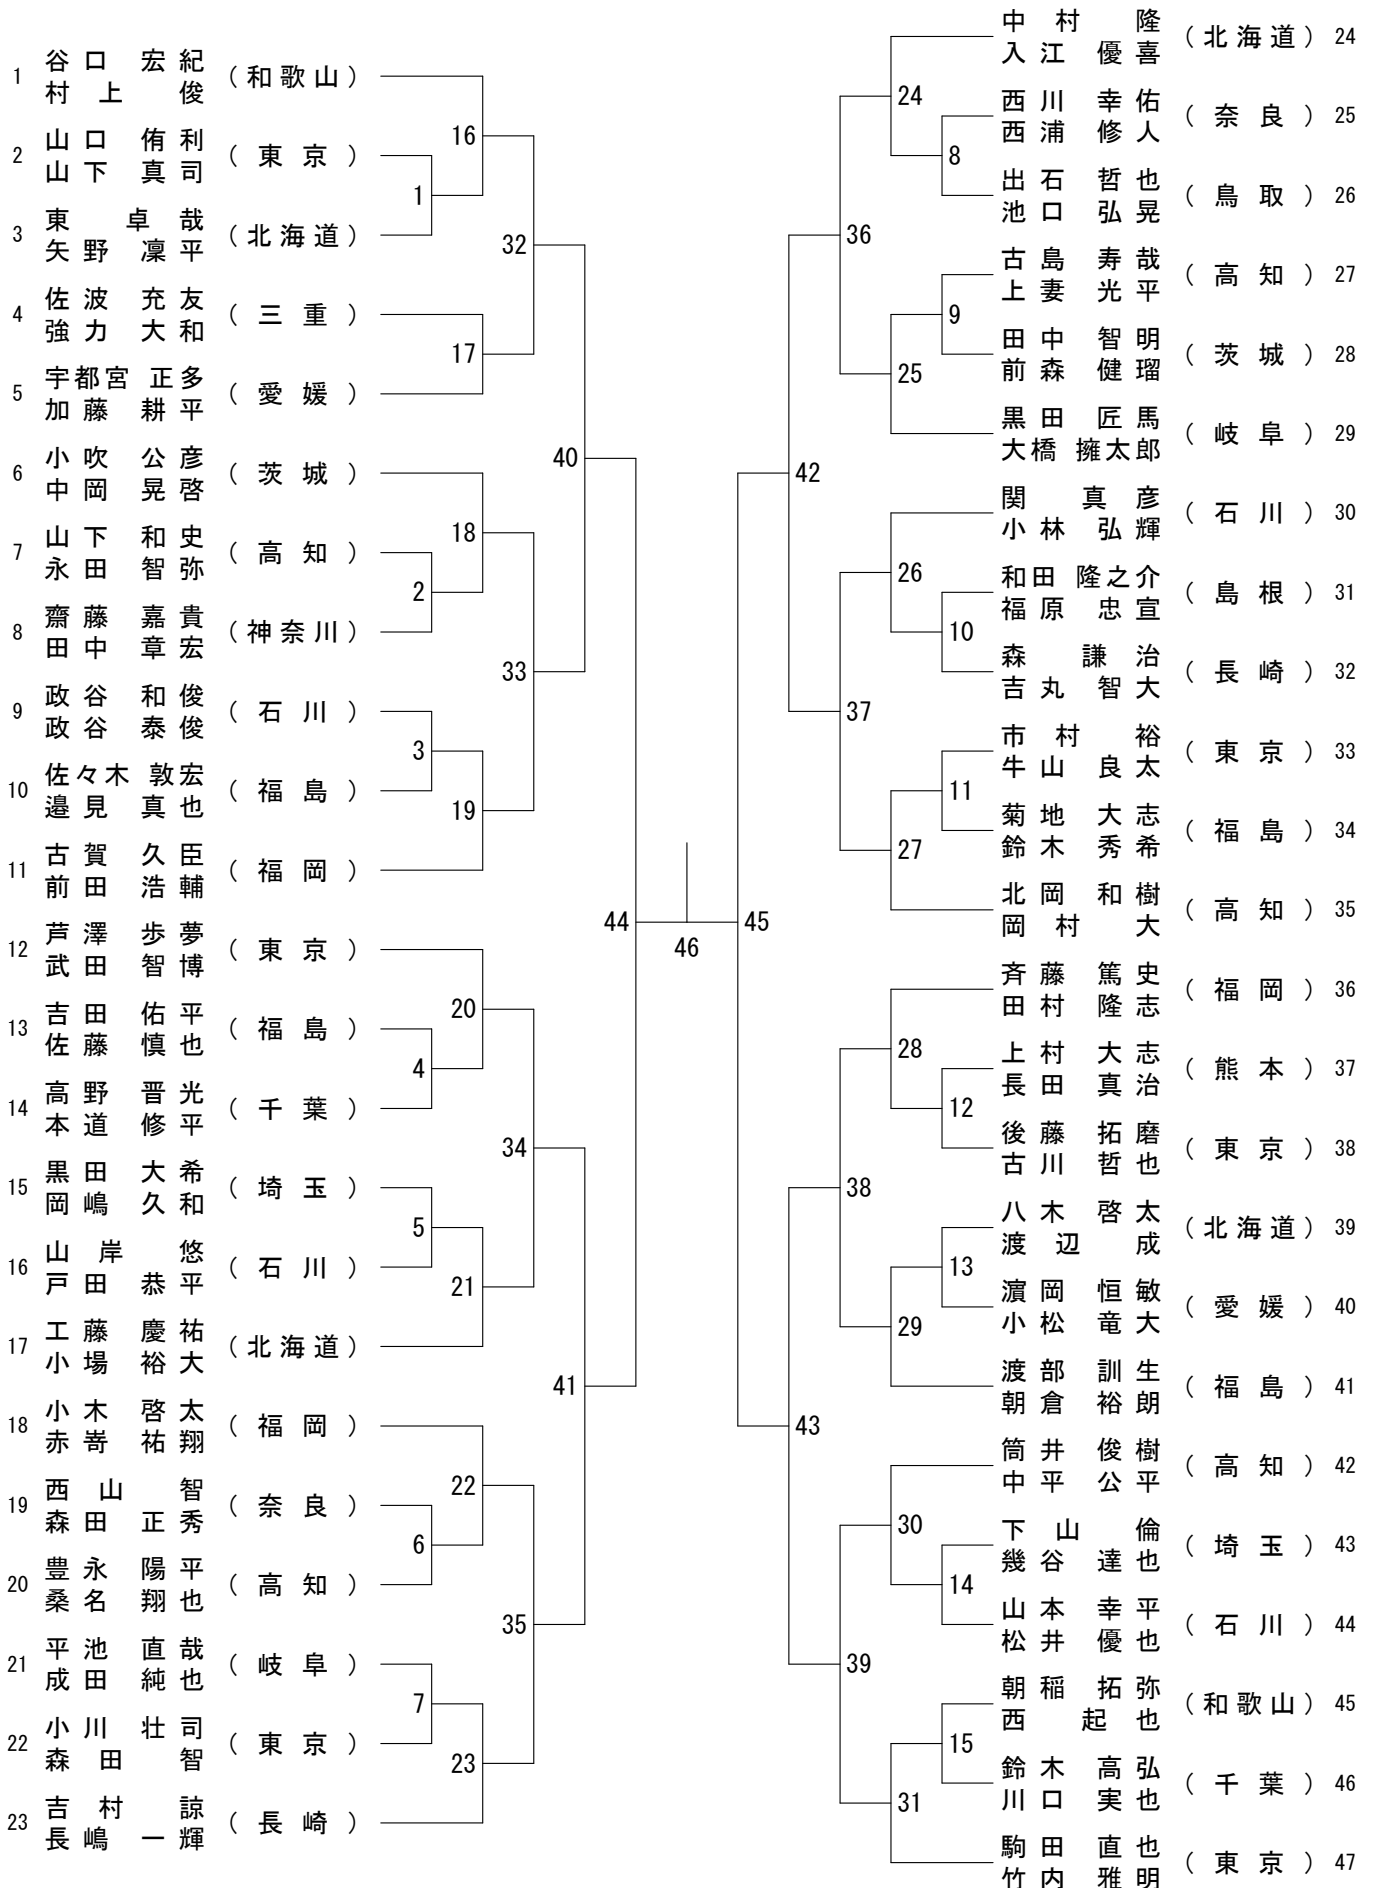 1 谷口 宏紀 (和歌山)
村上 俊
2 山口 侑利 (東京)
山下 真司
1
3 東 卓哉 (北海道)
矢野 凜平
16
4 佐波 充友 (三重)
強力 大和
17
5 宇都宮 正多 (愛媛)
加藤 耕平
32
6 小吹 公彦 (茨城)
中岡 晃啓
18
7 山下 和史 (高知)
永田 智弥
2
8 齋藤 嘉貴 (神奈川)
田中 章宏
33
9 政谷 和俊 (石川)
政谷 泰俊
3
10 佐々木 敦宏 (福島)
邉見 真也
19
11 古賀 久臣 (福岡)
前田 浩輔
40
12 芦澤 歩夢 (東京)
武田 智博
20
13 吉田 佑平 (福島)
佐藤 慎也
4
14 高野 晋光 (千葉)
本道 修平
34
15 黒田 大希 (埼玉)
岡嶋 久和
5
16 山岸 悠 (石川)
戸田 恭平
21
17 工藤 慶祐 (北海道)
小場 裕大
41
18 小木 啓太 (福岡)
赤嵜 祐翔
22
19 西山 智 (奈良)
森田 正秀
6
20 豊永 陽平 (高知)
桑名 翔也
35
21 平池 直哉 (岐阜)
成田 純也
7
22 小川 壮司 (東京)
森田 智
23
23 吉村 諒 (長崎)
長嶋 一輝
44
46
45
中村 隆 (北海道) 24
入江 優喜
24
西川 幸佑 (奈良) 25
西浦 修人
8
出石 哲也 (鳥取) 26
池口 弘晃
36
古島 寿哉 (高知) 27
上妻 光平
9
田中 智明 (茨城) 28
前森 健瑠
25
黒田 匠馬 (岐阜) 29
大橋 擁太郎
42
関 真彦 (石川) 30
小林 弘輝
26
和田 隆之介 (島根) 31
福原 忠宣
10
森 謙治 (長崎) 32
吉丸 智大
37
市村 裕 (東京) 33
牛山 良太
11
菊地 大志 (福島) 34
鈴木 秀希
27
北岡 和樹 (高知) 35
岡村 大
斉藤 篤史 (福岡) 36
田村 隆志
28
上村 大志 (熊本) 37
長田 真治
12
後藤 拓磨 (東京) 38
古川 哲也
38
八木 啓太 (北海道) 39
渡辺 成
13
濵岡 恒敏 (愛媛) 40
小松 竜大
29
渡部 訓生 (福島) 41
朝倉 裕朗
43
筒井 俊樹 (高知) 42
中平 公平
30
下山 倫 (埼玉) 43
幾谷 達也
14
山本 幸平 (石川) 44
松井 優也
39
朝稲 拓弥 (和歌山) 45
西 起也
15
鈴木 高弘 (千葉) 46
川口 実也
31
駒田 直也 (東京) 47
竹内 雅明